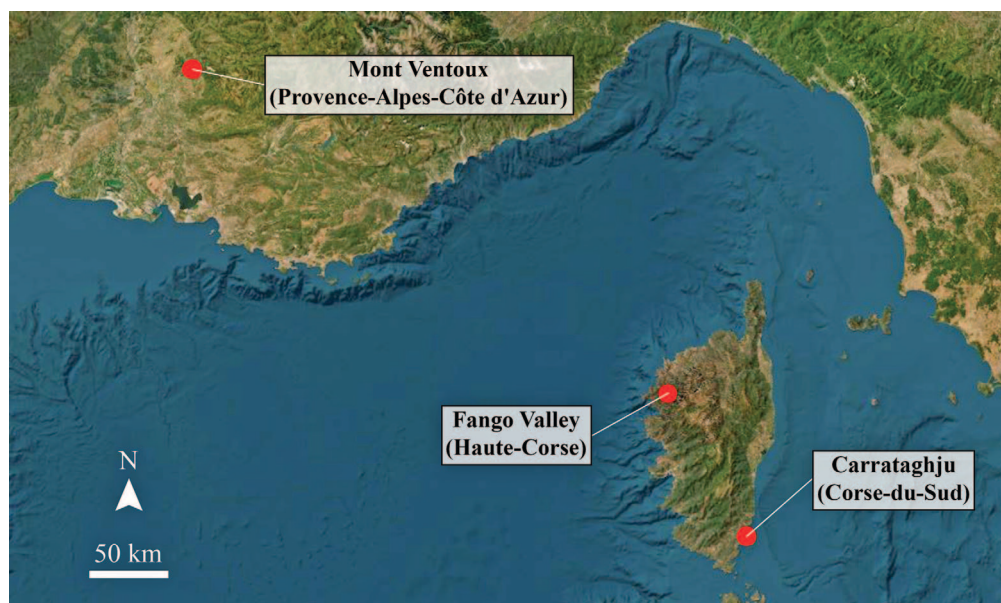 Mont Ventoux
(Provence-Alpes-Côte d'Azur)
Fango Valley
(Haute-Corse)
Carrataghju
(Corse-du-Sud)
N
50 km